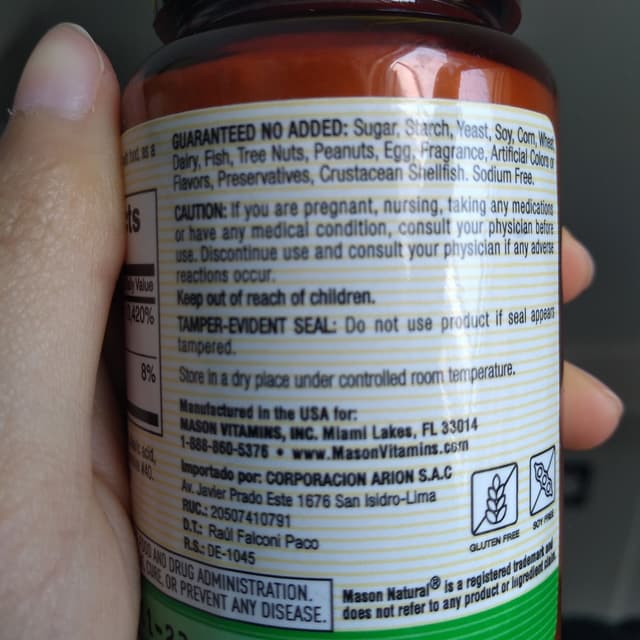 GUARANTEED NO ADDED: Sugar, Starch, Yeast, Soy, Corn, Wheat,
Dairy, Fish, Tree Nuts, Peanuts, Egg, Fragrance, Artificial Colors or
Flavors, Preservatives, Crustacean Shellfish. Sodium Free.
CAUTION: If you are pregnant, nursing, taking any medications
or have any medical condition, consult your physician before
use. Discontinue use and consult your physician if any adverse
reactions occur.
Keep out of reach of children.
TAMPER-EVIDENT SEAL: Do not use product if seal appears
tampered.
Store in a dry place under controlled room temperature.
Manufactured in the USA for:
MASON VITAMINS, INC. Miami Lakes, FL 33014
1-888-860-5376 • www.MasonVitamins.com
Importado por: CORPORACION ARION S.A.C
Av. Javier Prado Este 1676 San Isidro-Lima
RUC.: 20507410791
D.T.: Raúl Falconi Paco
R.S.: DE-1045
GLUTEN FREE
SOY FREE
Mason Natural® is a registered trademark and
does not refer to any product or ingredient
AND DRUG ADMINISTRATION.
CURE OR PREVENT ANY DISEASE.
as a
Value
420%
8%
acid,